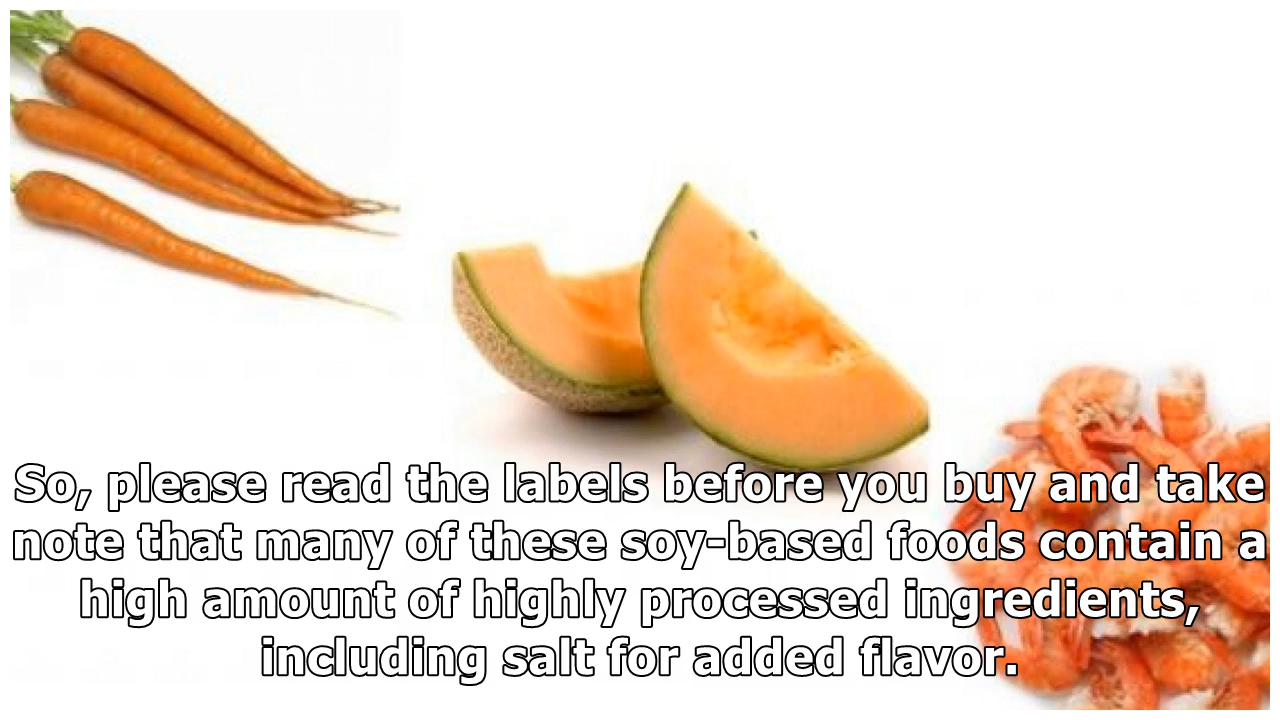 So, please read the labels before you buy and take
note that many of these soy-based foods contain a
high amount of highly processed ingredients,
including salt for added flavor.